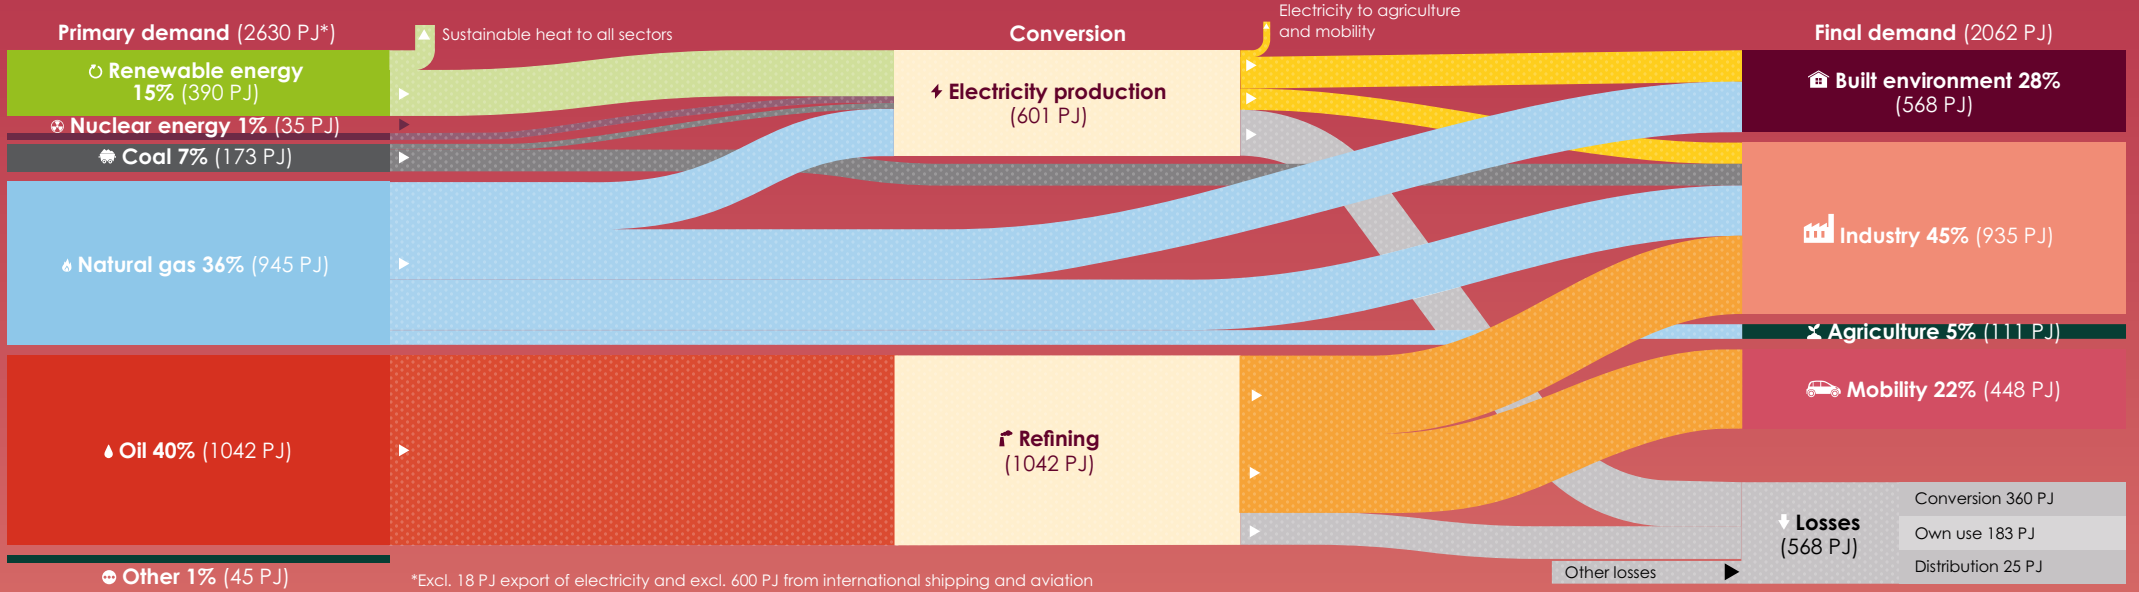 Primary demand (2630 PJ*)
Renewable energy
15% (390 PJ)
Nuclear energy 1% (35 PJ)
Coal 7% (173 PJ)
Natural gas 36% (945 PJ)
Oil 40% (1042 PJ)
Other 1% (45 PJ)
Sustainable heat to all sectors
Conversion
Electricity production
(601 PJ)
Refining
(1042 PJ)
Electricity to agriculture
and mobility
Final demand (2062 PJ)
Built environment 28%
(568 PJ)
Industry 45% (935 PJ)
Agriculture 5% (111 PJ)
Mobility 22% (448 PJ)
Losses
(568 PJ)
Conversion 360 PJ
Own use 183 PJ
Distribution 25 PJ
Other losses
*Excl. 18 PJ export of electricity and excl. 600 PJ from international shipping and aviation